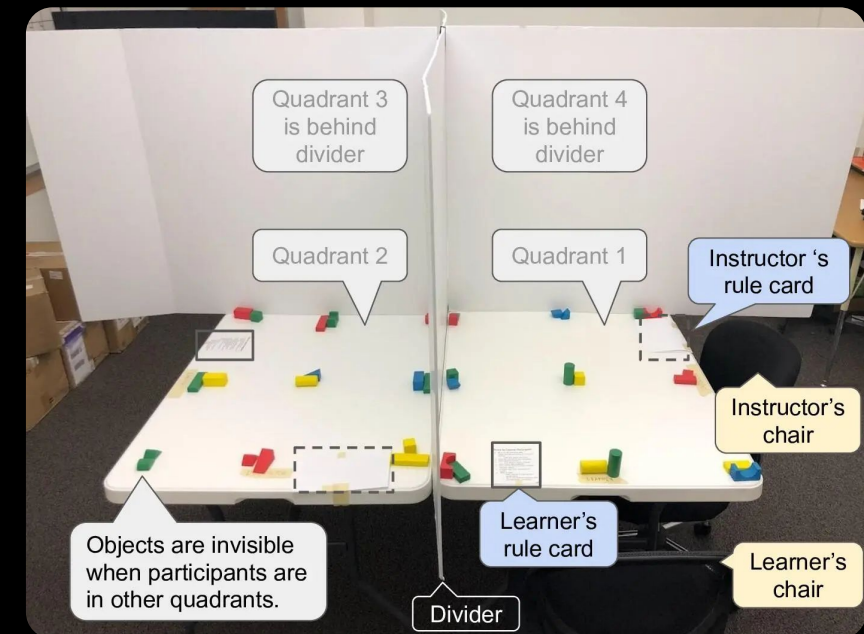 Quadrant 3
is behind
divider
Quadrant 4
is behind
divider
Quadrant 2
Quadrant 1
Instructor ‘s
rule card
Instructor's
chair
Learner's
rule card
Learner's
chair
Objects are invisible
when participants are
in other quadrants.
Divider